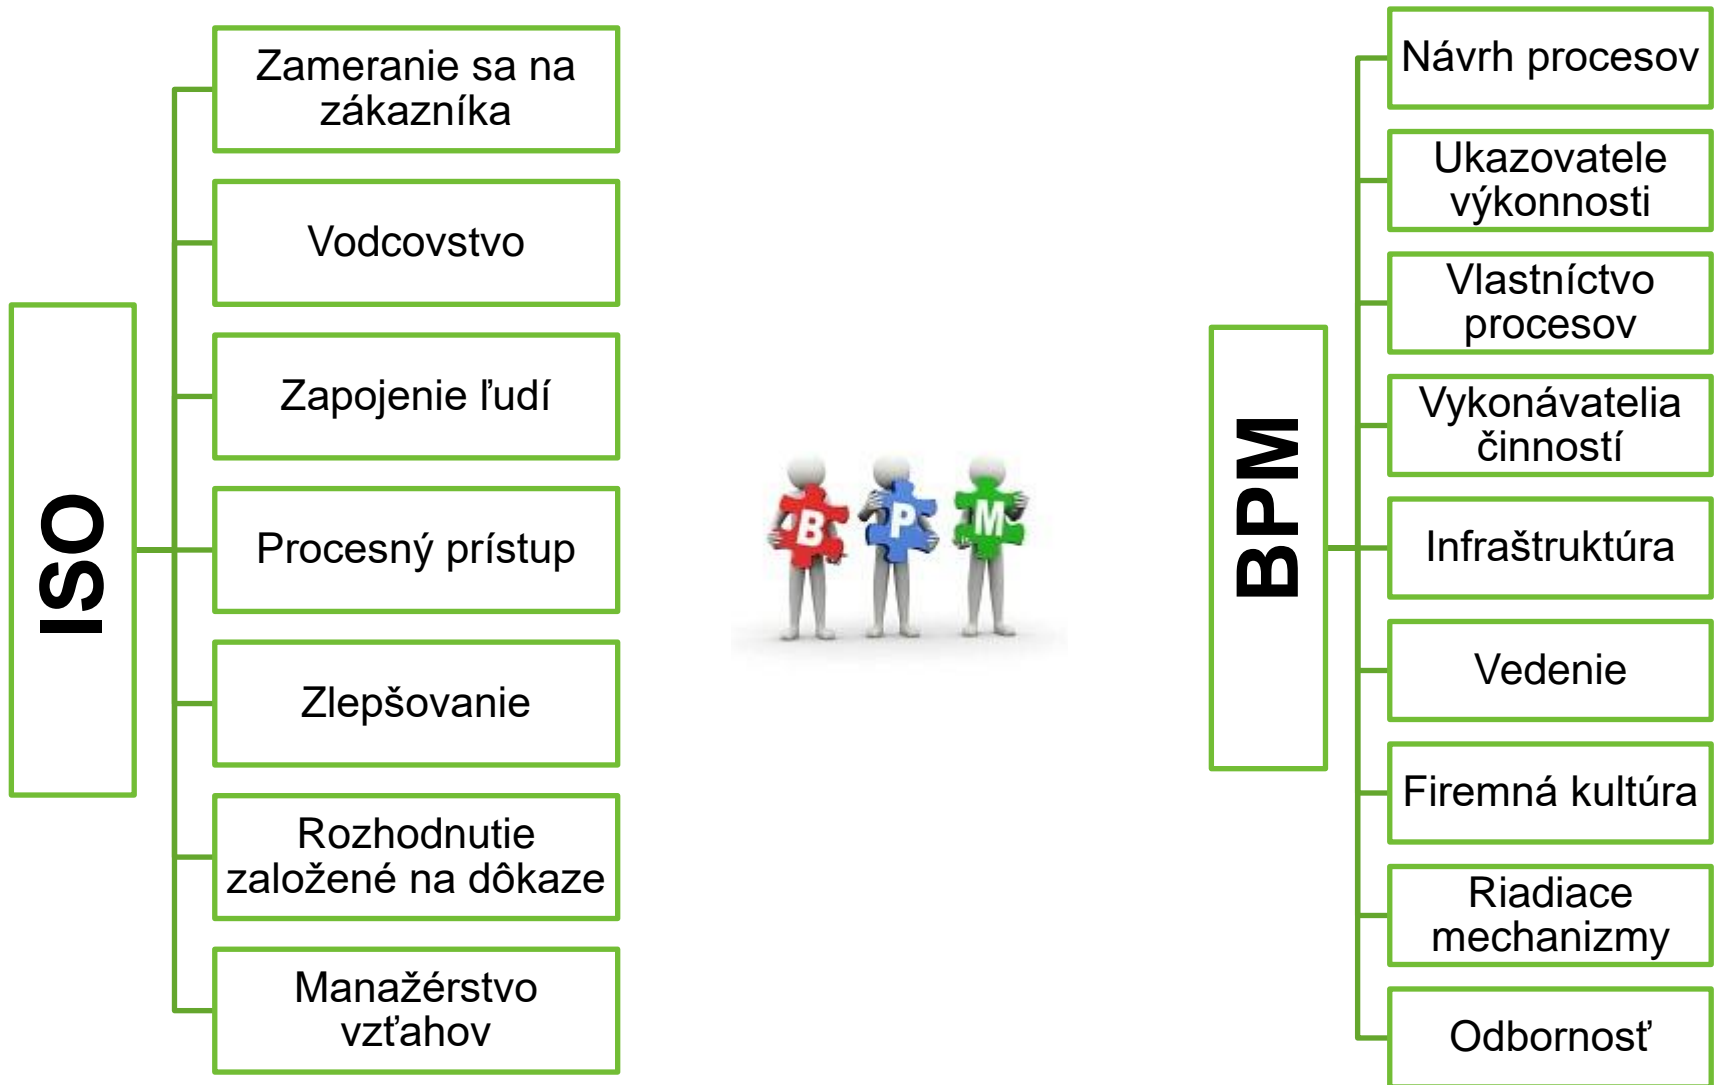 ISO
Zameranie sa na
zákazníka
Vodcovstvo
Zapojenie ľudí
Procesný prístup
Zlepšovanie
Rozhodnutie
založené na dôkaze
Manažérstvo
vzťahov
B P M
BPM
Návrh procesov
Ukazovatele
výkonnosti
Vlastníctvo
procesov
Vykonávatelia
činností
Infraštruktúra
Vedenie
Firemná kultúra
Riadiace
mechanizmy
Odbornosť